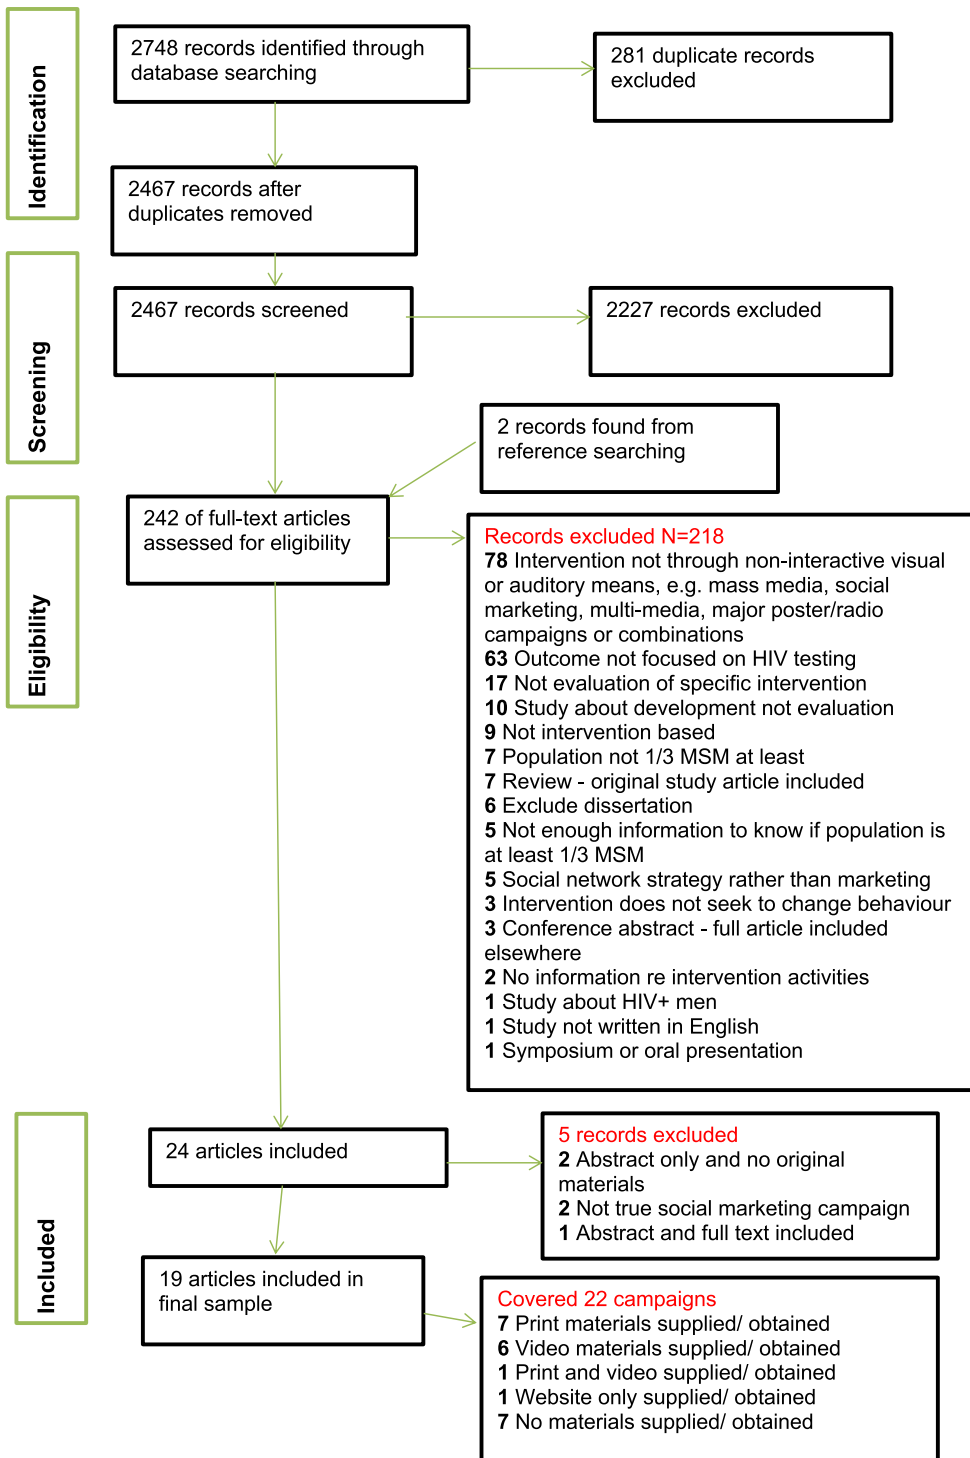 Identification
2748 records identified through
database searching
281 duplicate records
excluded
2467 records after
duplicates removed
Screening
2467 records screened
2227 records excluded
2 records found from
reference searching
Eligibility
242 of full-text articles
assessed for eligibility
Records excluded N=218
78 Intervention not through non-interactive visual
or auditory means, e.g. mass media, social
marketing, multi-media, major poster/radio
campaigns or combinations
63 Outcome not focused on HIV testing
17 Not evaluation of specific intervention
10 Study about development not evaluation
9 Not intervention based
7 Population not 1/3 MSM at least
7 Review - original study article included
6 Exclude dissertation
5 Not enough information to know if population is
at least 1/3 MSM
5 Social network strategy rather than marketing
3 Intervention does not seek to change behaviour
3 Conference abstract - full article included
elsewhere
2 No information re intervention activities
1 Study about HIV+ men
1 Study not written in English
1 Symposium or oral presentation
Included
24 articles included
5 records excluded
2 Abstract only and no original
materials
2 Not true social marketing campaign
1 Abstract and full text included
19 articles included in
final sample
Covered 22 campaigns
7 Print materials supplied/ obtained
6 Video materials supplied/ obtained
1 Print and video supplied/ obtained
1 Website only supplied/ obtained
7 No materials supplied/ obtained